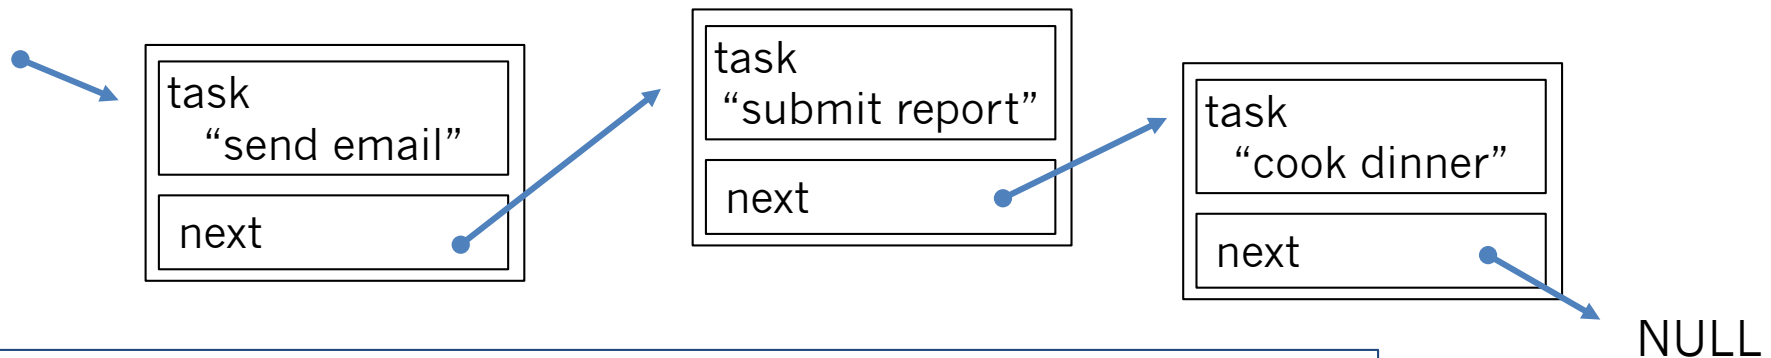 task
“send email”
next
task
“submit report”
next
task
“cook dinner”
next
NULL